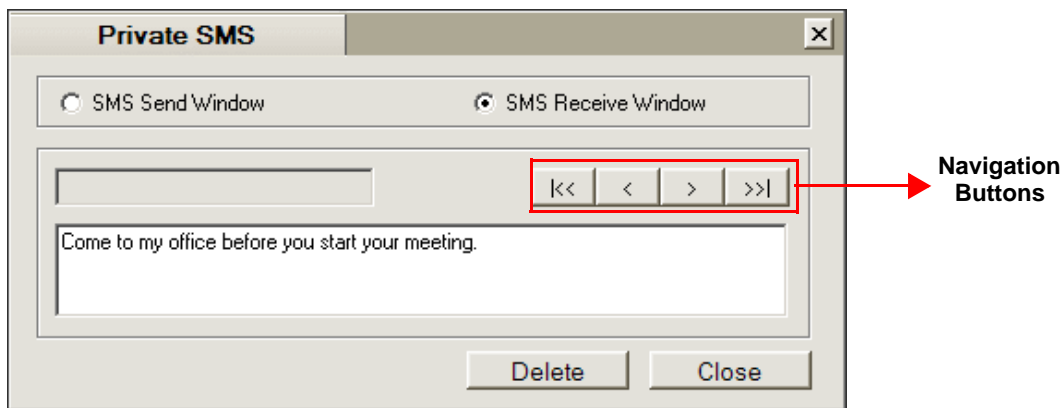 Private SMS
SMS Send Window
SMS Receive Window
|<<
<
>
>>|
Navigation
Buttons
Come to my office before you start your meeting.
Delete
Close